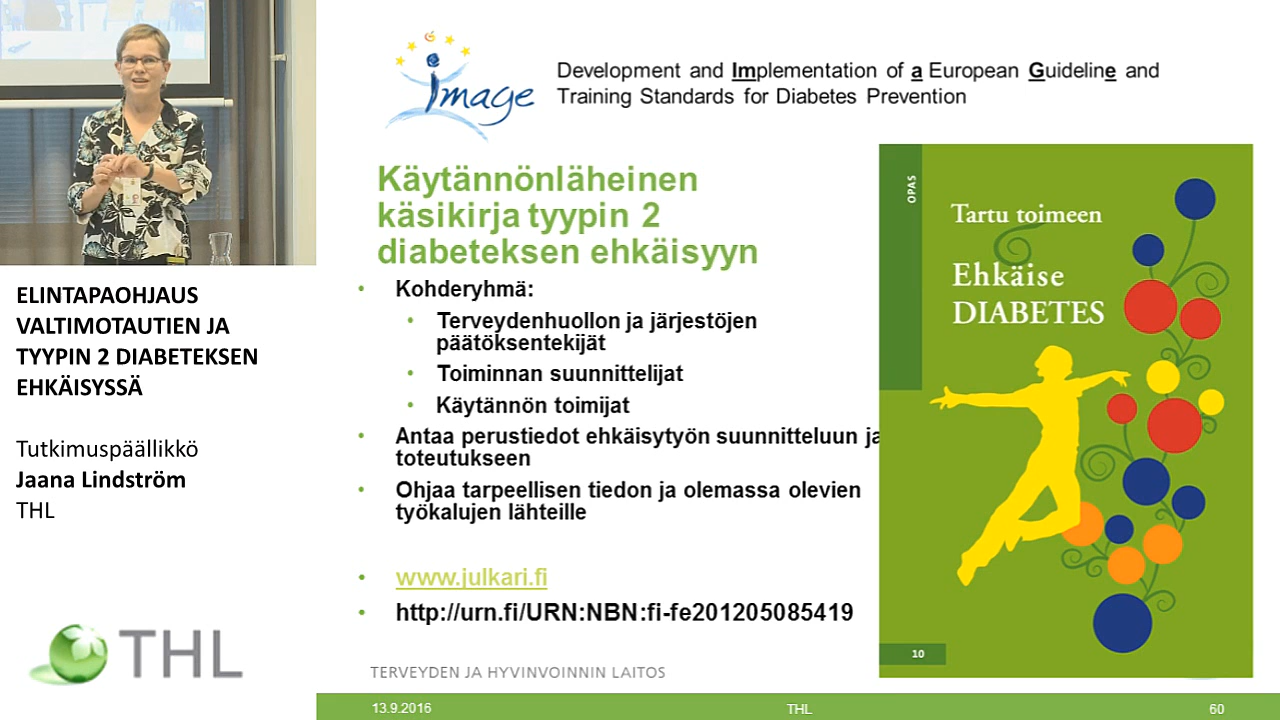 ELINTAPAOHJAUS
VALTIMOTAUTIEN JA
TYYPIN 2 DIABETEKSEN
EHKÄISYSSÄ
Tutkimuspäällikkö
Jaana Lindström
THL
THL
image
Development and Implementation of a European Guideline and
Training Standards for Diabetes Prevention
Käytännönläheinen
käsikirja tyypin 2
diabeteksen ehkäisyyn
• Kohderyhmä:
• Terveydenhuollon ja järjestöjen
päätöksentekijät
• Toiminnan suunnittelijat
• Käytännön toimijat
• Antaa perustiedot ehkäisytyön suunnitteluun ja
toteutukseen
• Ohjaa tarpeellisen tiedon ja olemassa olevien
työkalujen lähteille
• www.julkari.fi
• http://urn.fi/URN:NBN:fi-fe201205085419
OPAS
Tartu toimeen
Ehkäise
DIABETES
10
TERVEYDEN JA HYVINVOINNIN LAITOS
13.9.2016
THL
60